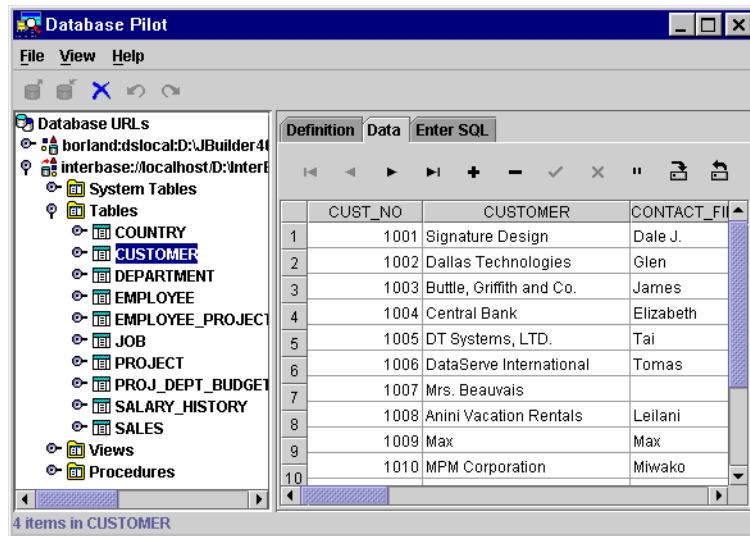 Database Pilot
File View Help
Database URLs
borland:dslocal:D:\JBuilder4
interbase://localhost/D:\Inter
System Tables
Tables
COUNTRY
CUSTOMER
DEPARTMENT
EMPLOYEE
EMPLOYEE_PROJECT
JOB
PROJECT
PROJ_DEPT_BUDGET
SALARY_HISTORY
SALES
Views
Procedures
Definition Data Enter SQL
CUST_NO CUSTOMER CONTACT_FI
1 1001 Signature Design Dale J.
2 1002 Dallas Technologies Glen
3 1003 Buttle, Griffith and Co. James
4 1004 Central Bank Elizabeth
5 1005 DT Systems, LTD. Tai
6 1006 DataServe International Tomas
7 1007 Mrs. Beauvais
8 1008 Anini Vacation Rentals Leilani
9 1009 Max Max
10 1010 MPM Corporation Miwako
4 items in CUSTOMER